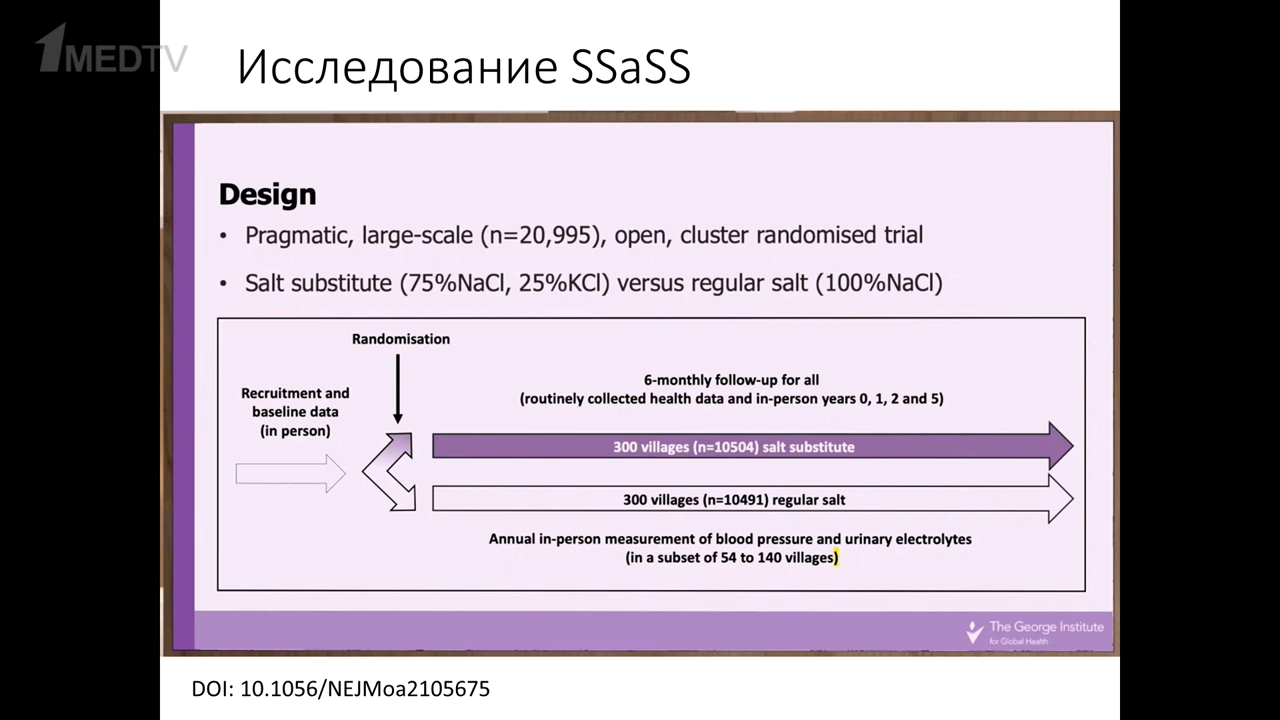 1MEDTV
Исследование SSaSS
Design
• Pragmatic, large-scale (n=20,995), open, cluster randomised trial
• Salt substitute (75%NaCl, 25%KCl) versus regular salt (100%NaCl)
Randomisation
Recruitment and
baseline data
(in person)
6-monthly follow-up for all
(routinely collected health data and in-person years 0, 1, 2 and 5)
300 villages (n=10504) salt substitute
300 villages (n=10491) regular salt
Annual in-person measurement of blood pressure and urinary electrolytes
(in a subset of 54 to 140 villages)
The George Institute
for Global Health
DOI: 10.1056/NEJMoa2105675